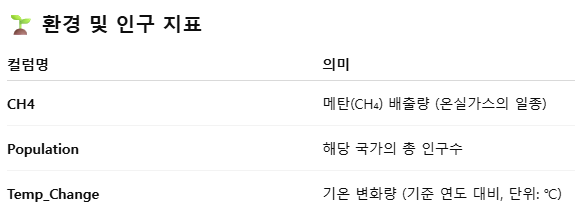 🌱 환경 및 인구 지표
컬럼명 의미
CH4 메탄(CH₄) 배출량 (온실가스의 일종)
Population 해당 국가의 총 인구수
Temp_Change 기온 변화량 (기준 연도 대비, 단위: ℃)